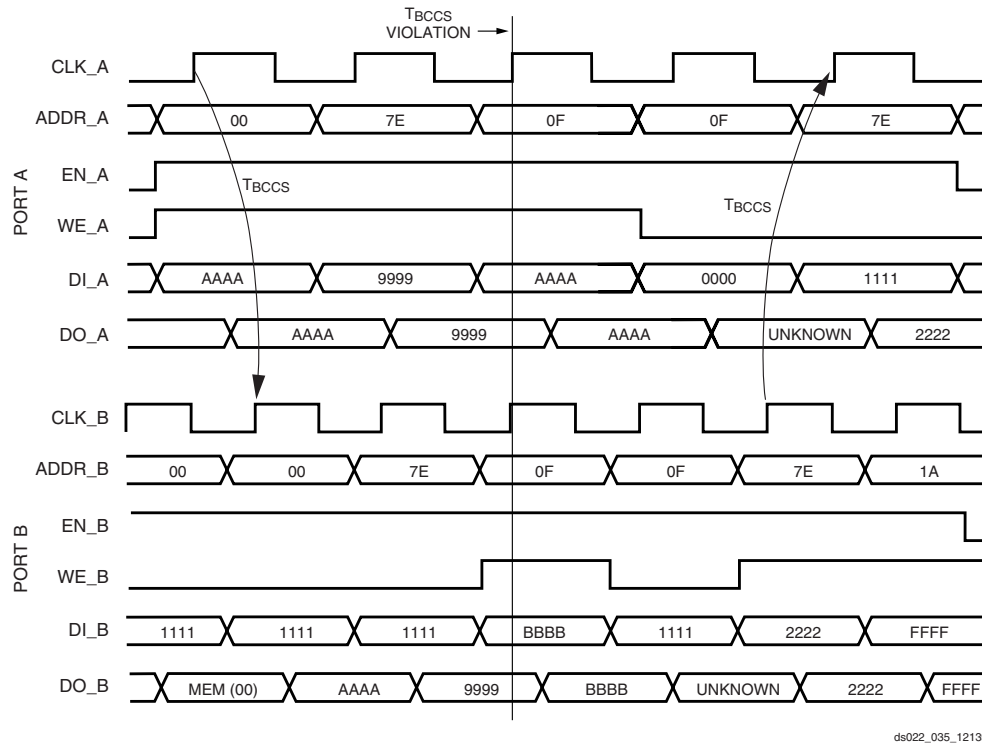 TBCCS
VIOLATION
CLK_A
ADDR_A 00 7E 0F 0F 7E
PORT A
EN_A
TBCCS
TBCCS
WE_A
DI_A AAAA 9999 AAAA 0000 1111
DO_A AAAA 9999 AAAA UNKNOWN 2222
CLK_B
ADDR_B 00 00 7E 0F 0F 7E 1A
PORT B
EN_B
WE_B
DI_B 1111 1111 1111 BBBB 1111 2222 FFFF
DO_B MEM (00) AAAA 9999 BBBB UNKNOWN 2222 FFFF
ds022_035_1213